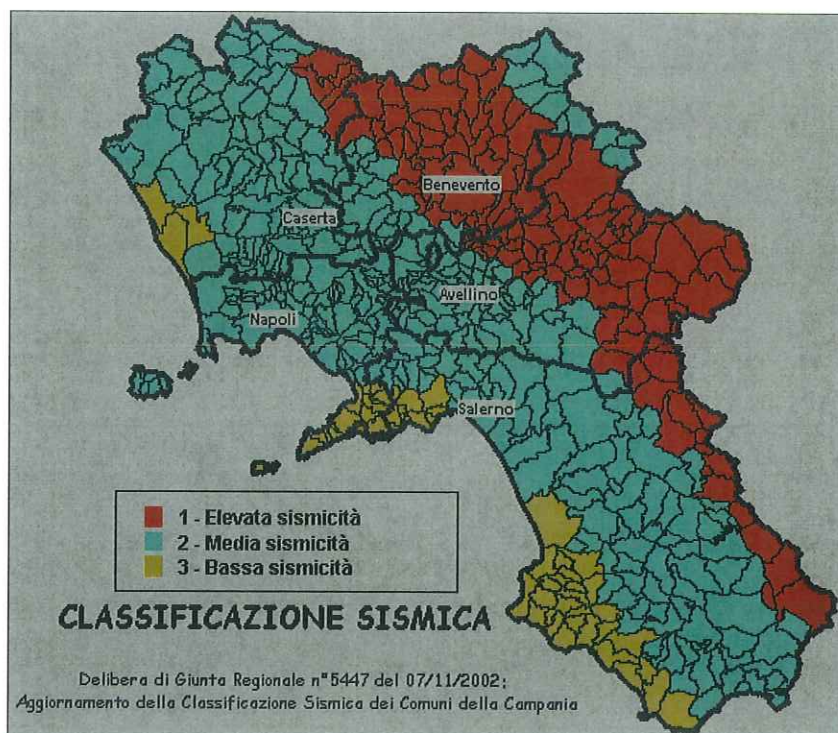 Benevento
Caserta
Avellino
Napoli
Salerno
1 - Elevata sismicità
2 - Media sismicità
3 - Bassa sismicità
CLASSIFICAZIONE SISMICA
Delibera di Giunta Regionale n°5447 del 07/11/2002;
Aggiornamento della Classificazione Sismica dei Comuni della Campania